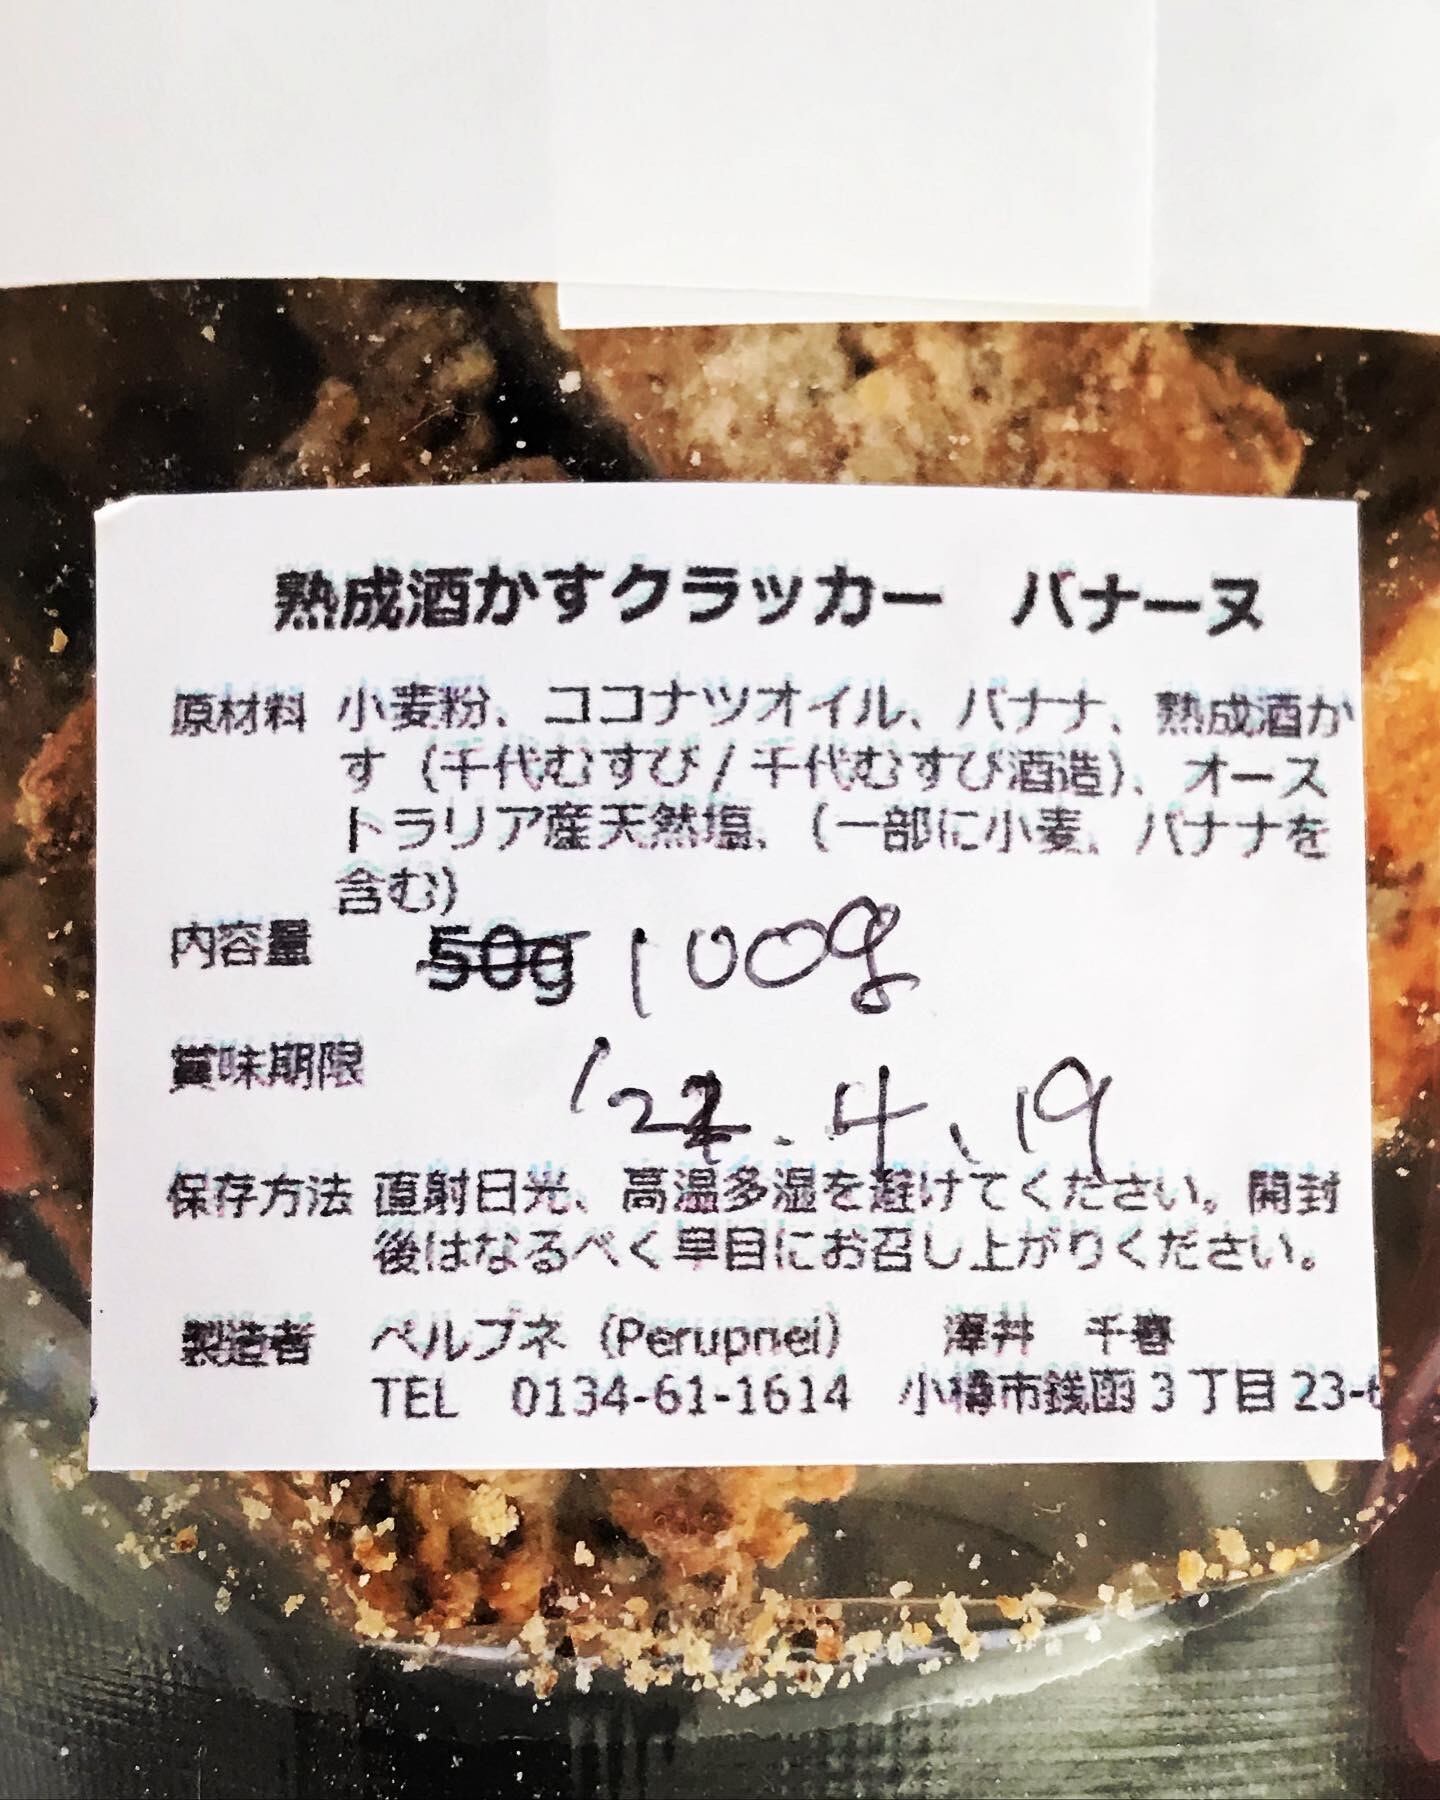 熟成酒かすクラッカー　バナーヌ
原材料 小麦粉、ココナツオイル、バナナ、熟成酒か
す（千代むすび / 千代むすび酒造)、オース
トラリア産天然塩、（一部に小麦、バナナを
含む)
内容量 50g 100g
賞味期限 '22.4.19
保存方法 直射日光、高温多湿を避けてください。開封
後はなるべく早目にお召し上がりください。
製造者 ペルプネ（Perupnei） 澤井 千春
TEL 0134-61-1614 小樽市銭函 3 丁目 23-